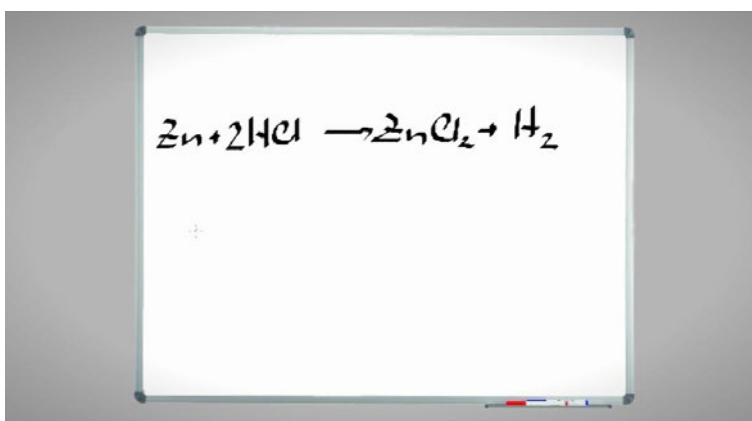 Zn+2HCl → ZnCl₂ + H₂